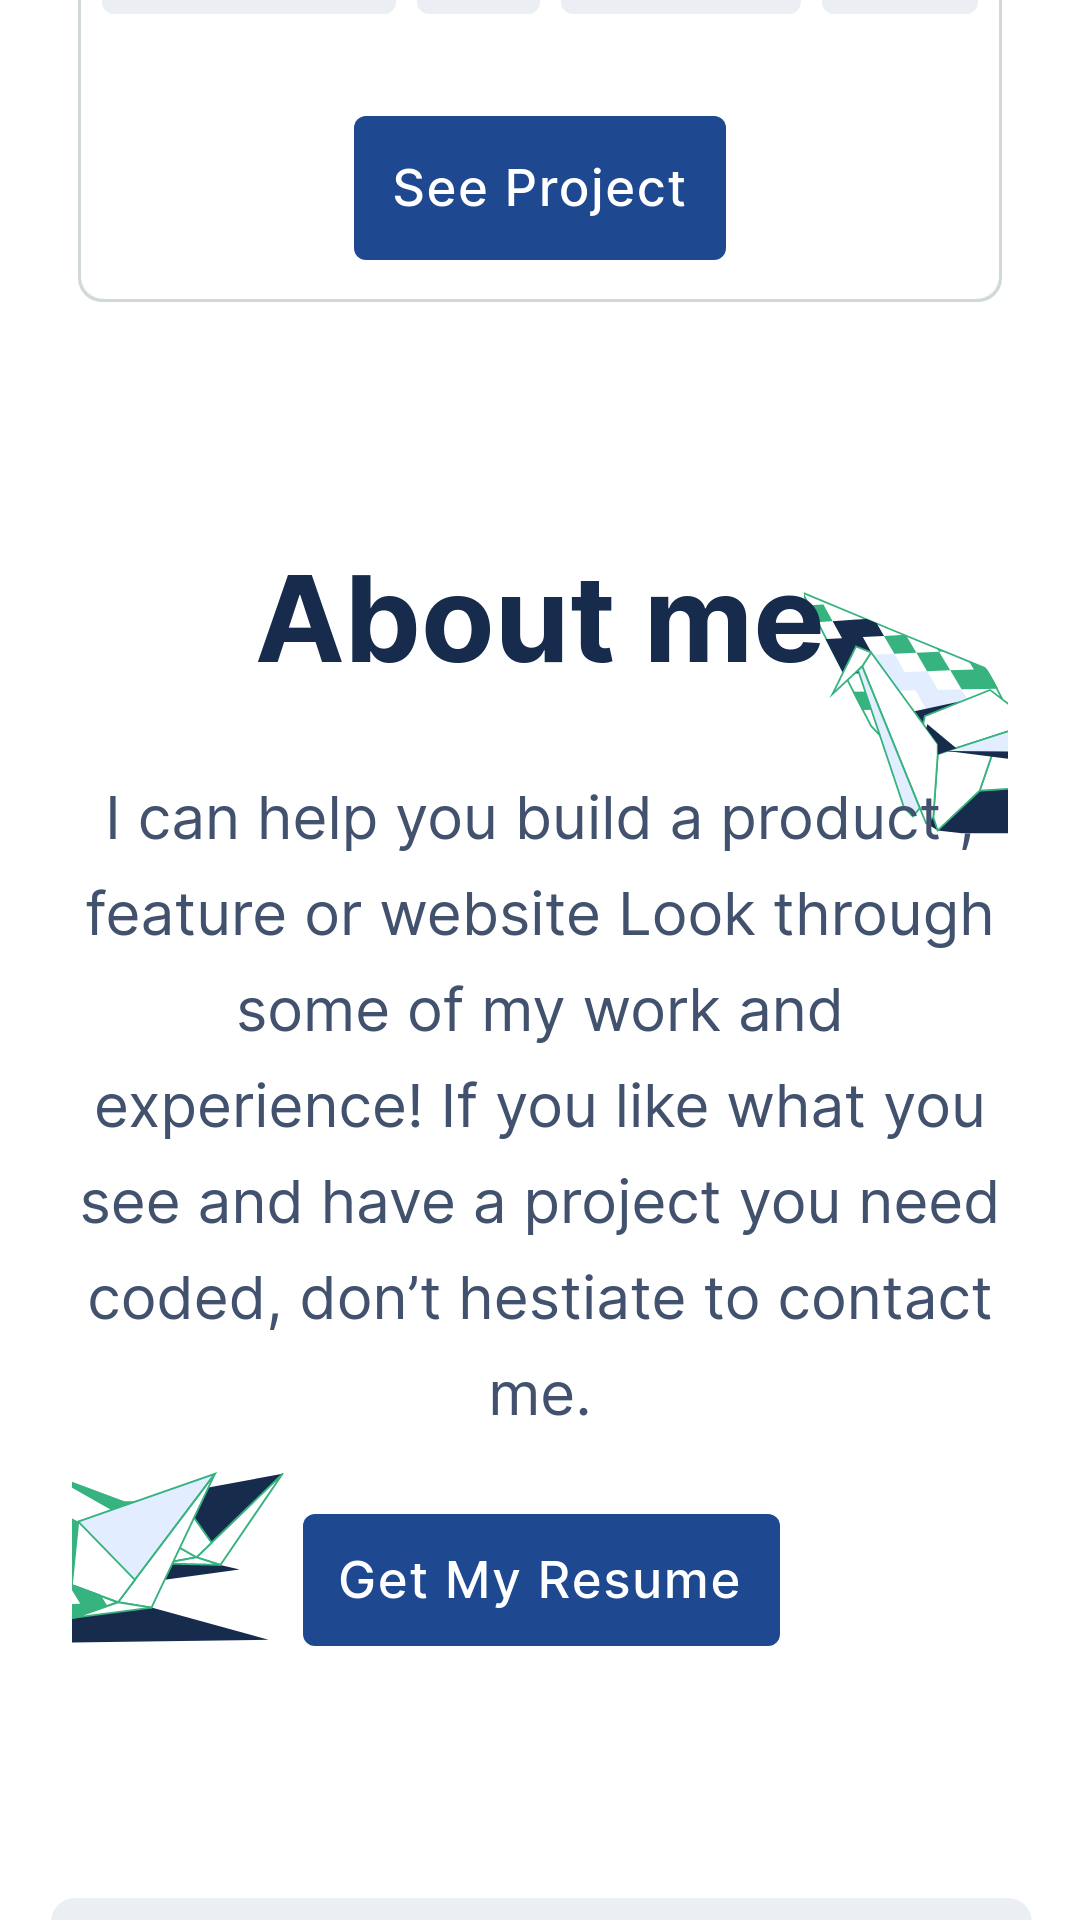 See Project
About me
I can help you build a product ,
feature or website Look through
some of my work and
experience! If you like what you
see and have a project you need
coded, don’t hestiate to contact
me.
Get My Resume